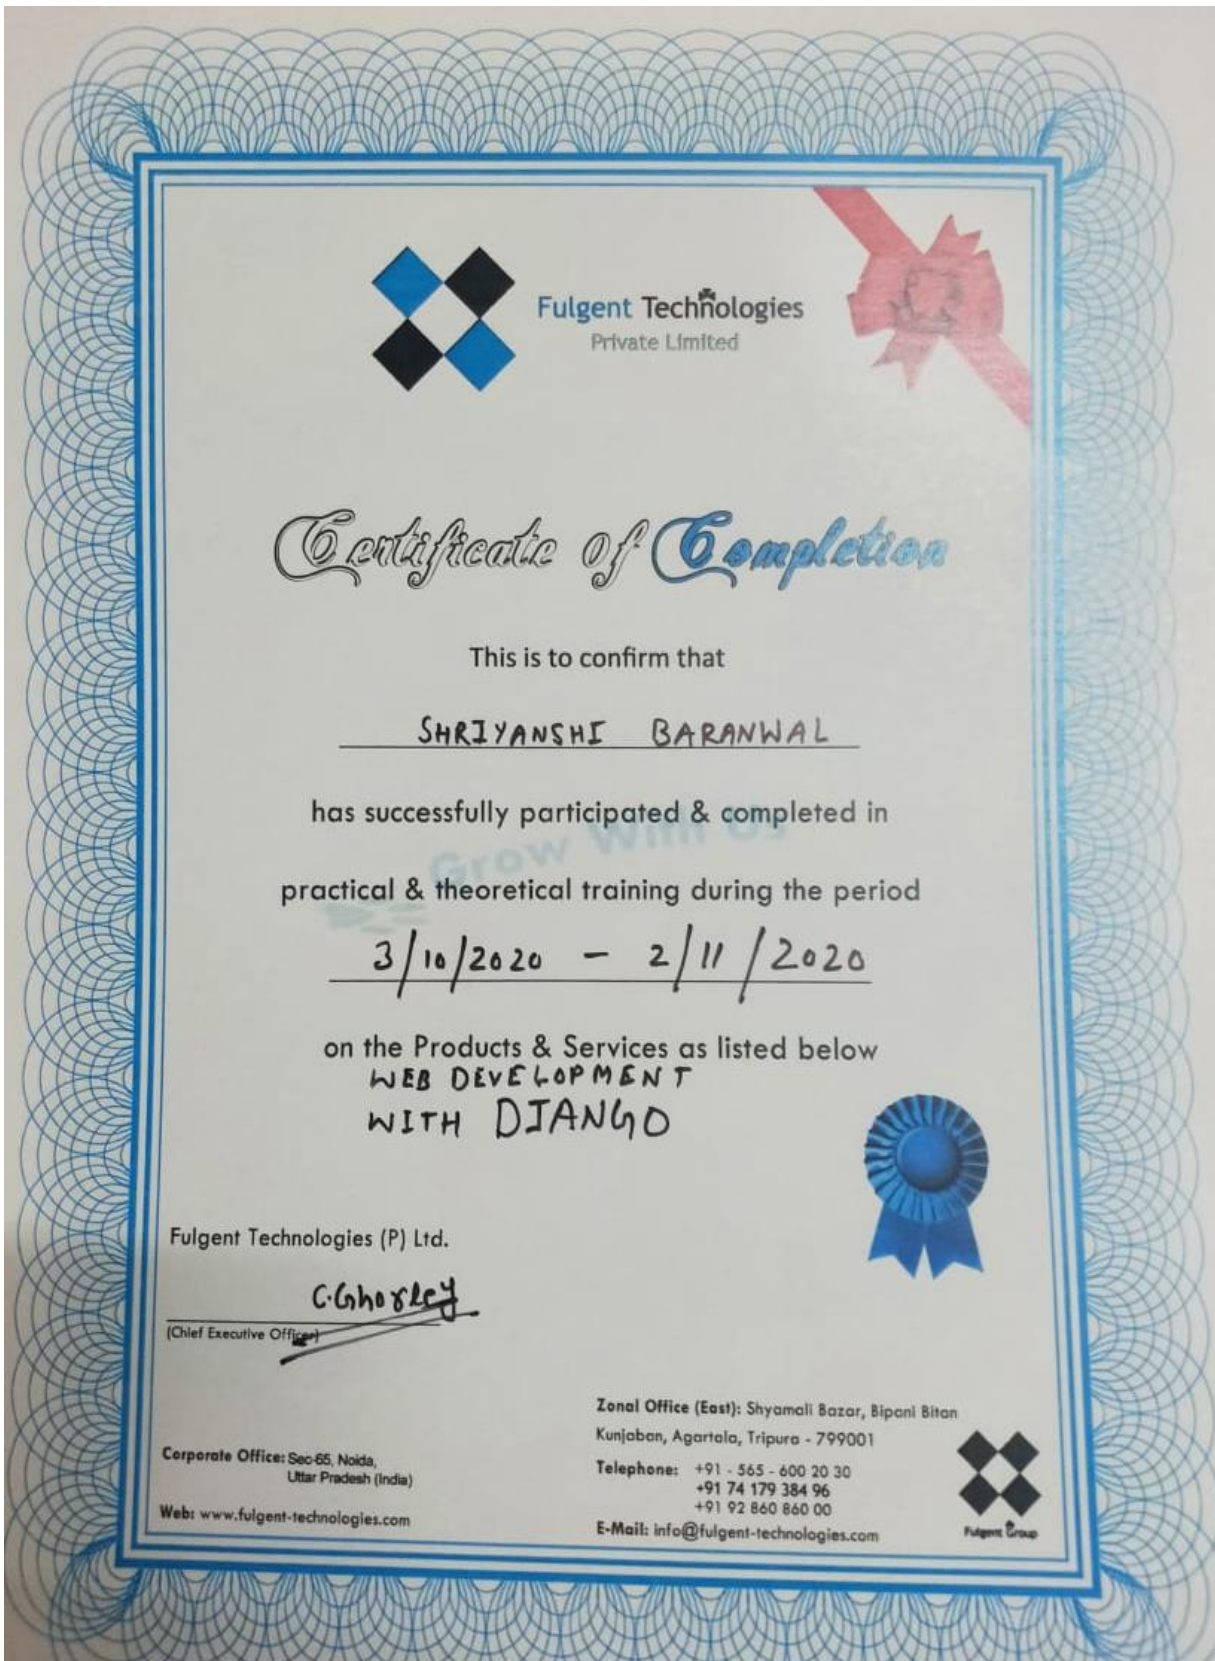 Fulgent Technologies
Private Limited
Certificate Of Completion
This is to confirm that
SHRIYANSHI BARANWAL
has successfully participated & completed in
Grow With Us
practical & theoretical training during the period
3/10/2020 - 2/11/2020
on the Products & Services as listed below
WEB DEVELOPMENT
WITH DJANGO
Fulgent Technologies (P) Ltd.
C.Ghorley
(Chief Executive Officer)
Corporate Office: Sec-65, Noida,
Uttar Pradesh (India)
Web: www.fulgent-technologies.com
Zonal Office (East): Shyamali Bazar, Bipani Bitan
Kunjaban, Agartala, Tripura - 799001
Telephone: +91 - 565 - 600 20 30
+91 74 179 384 96
+91 92 860 860 00
E-Mail: info@fulgent-technologies.com
Fulgent Group